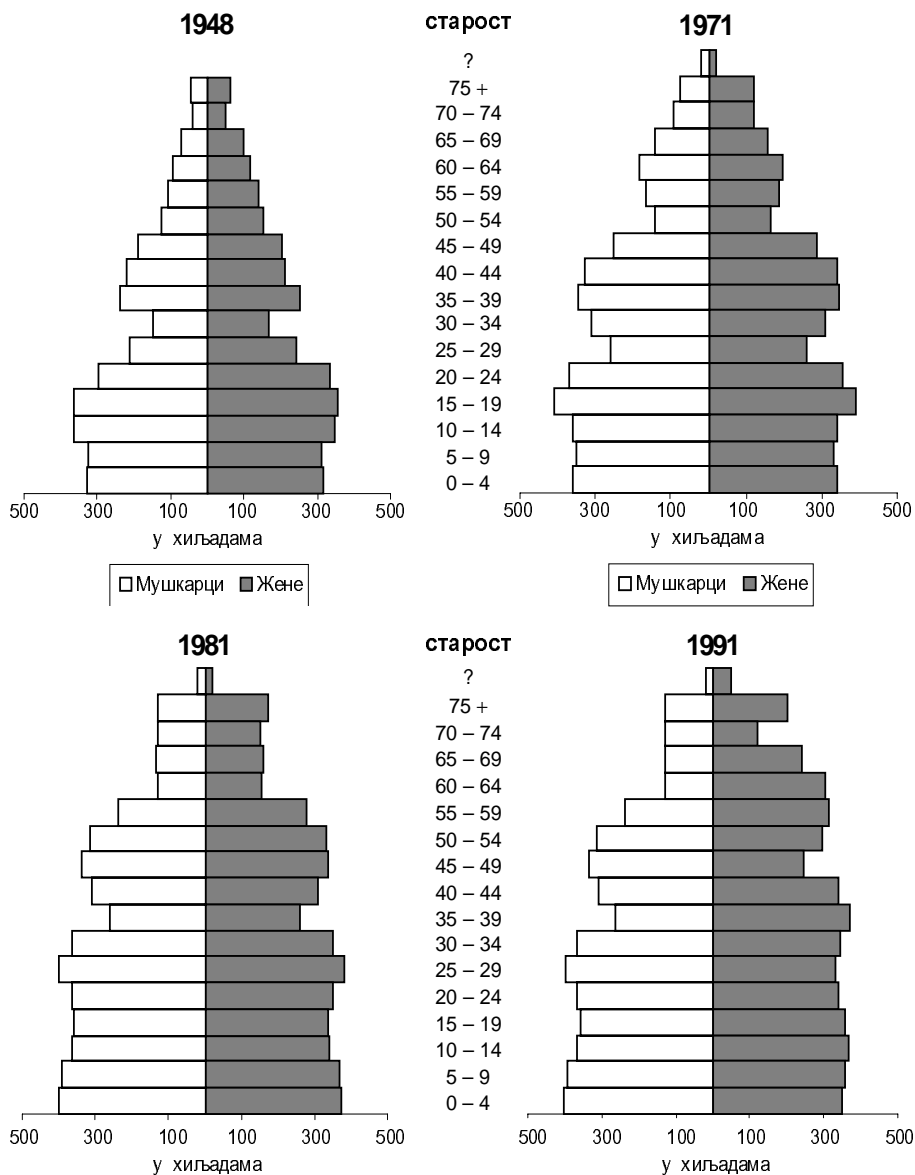 1948 старост 1971
?
75 +
70 – 74
65 – 69
60 – 64
55 – 59
50 – 54
45 – 49
40 – 44
35 – 39
30 – 34
25 – 29
20 – 24
15 – 19
10 – 14
5 – 9
0 – 4
500 300 100 100 300 500
у хиљадама
Мушкарци Жене
500 300 100 100 300 500
у хиљадама
Мушкарци Жене
1981 старост 1991
?
75 +
70 – 74
65 – 69
60 – 64
55 – 59
50 – 54
45 – 49
40 – 44
35 – 39
30 – 34
25 – 29
20 – 24
15 – 19
10 – 14
5 – 9
0 – 4
500 300 100 100 300 500
у хиљадама
500 300 100 100 300 500
у хиљадама